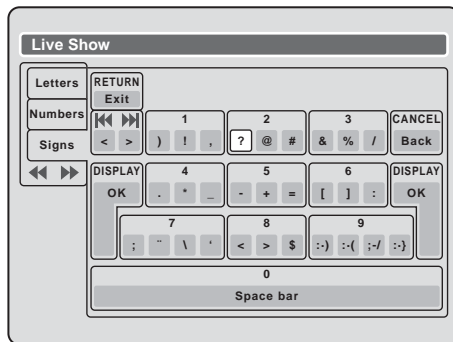 Live Show
Letters
Numbers
Signs
RETURN
Exit
1 2 3 CANCEL
< > ) ! , ? @ # & % / Back
DISPLAY 4 5 6 DISPLAY
OK . * _ - + = [ ] : OK
7 8 9
; ¨ \ ‘ < > $ :-) :-( ;-/ :-}
0
Space bar